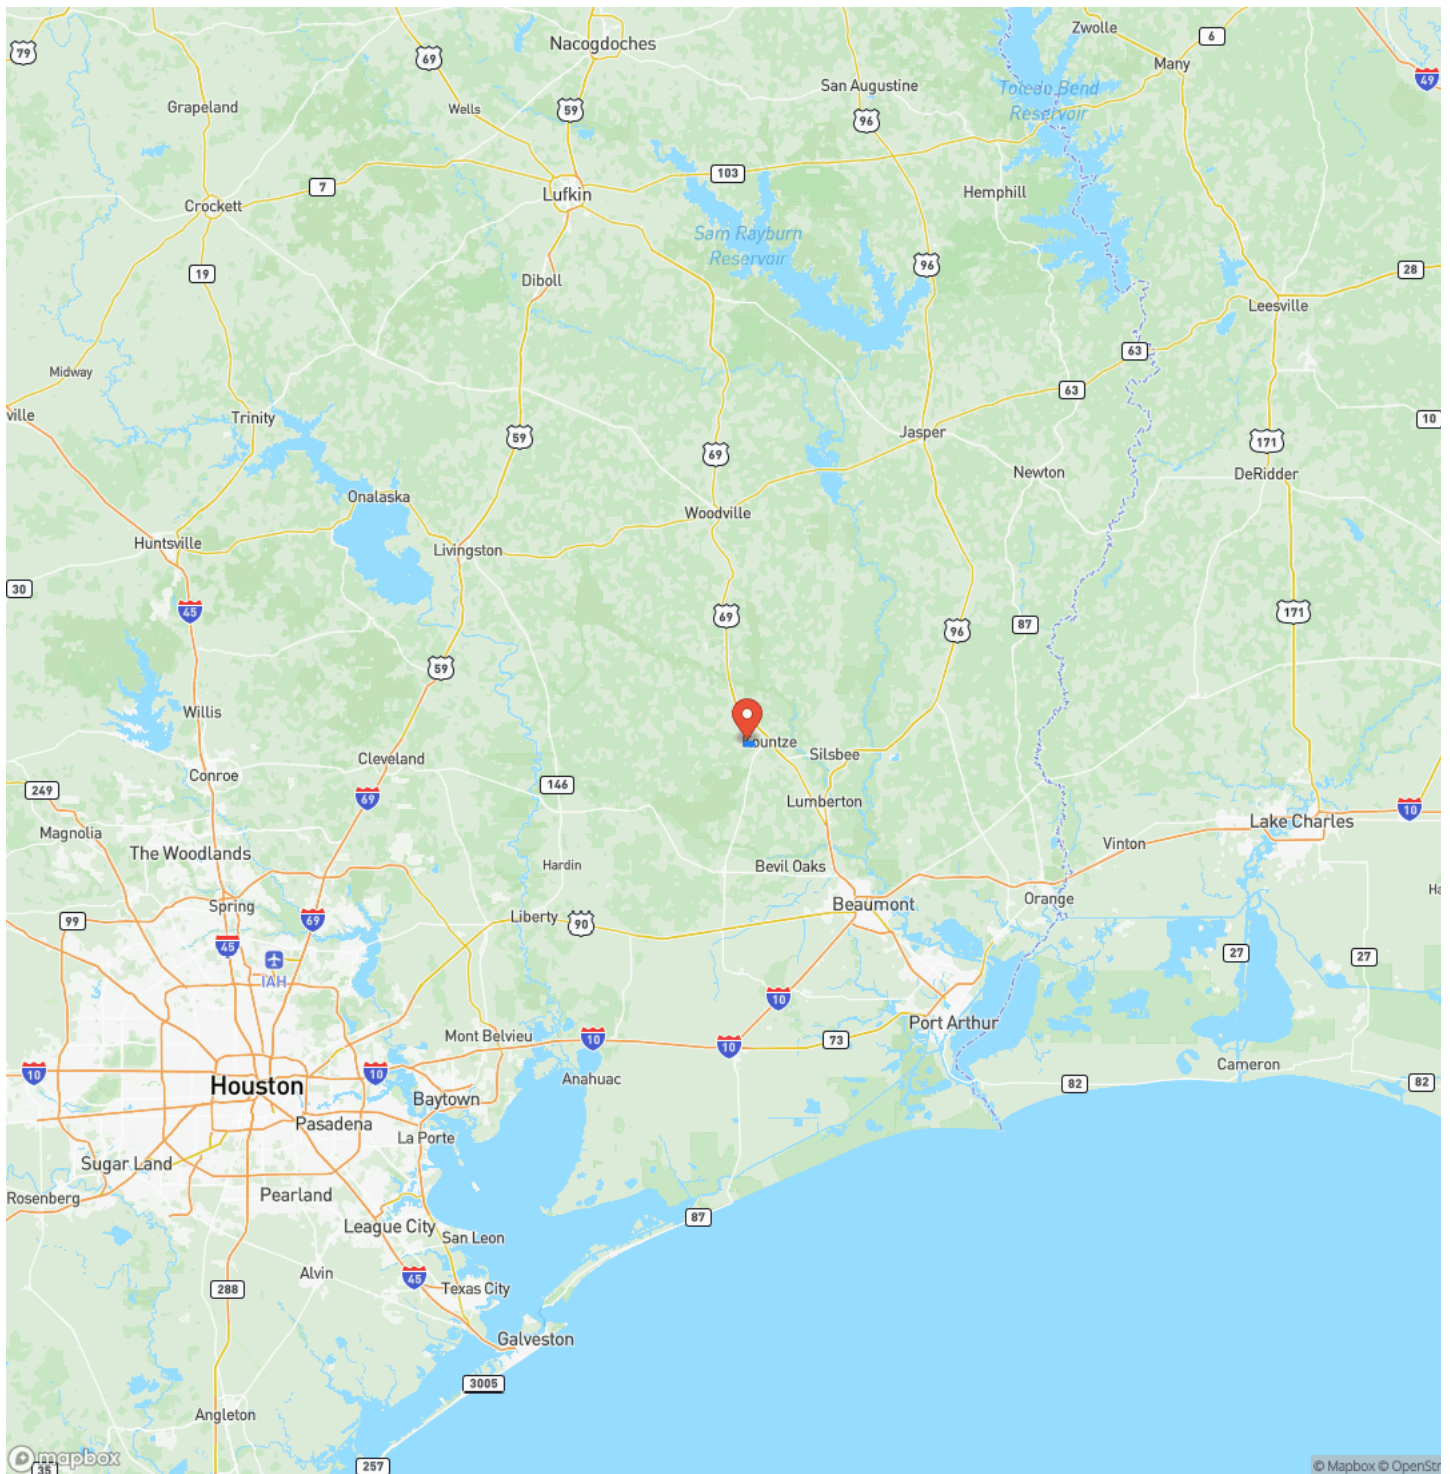 Zwolle
6
79
69
Nacogdoches
Many
49
San Augustine
Toledo Bend
Reservoir
Grapeland
Wells
59
96
103
7
Lufkin
Hemphill
Crockett
Sam Rayburn
Reservoir
19
Diboll
96
28
Leesville
63
Midway
63
ville
Trinity
10
59
Jasper
171
69
Newton
DeRidder
Onalaska
Woodville
Huntsville
Livingston
30
45
69
87
171
96
59
Willis
Kountze
Silsbee
Cleveland
Conroe
249
146
69
Lumberton
10
Magnolia
Lake Charles
The Woodlands
Vinton
Hardin
Bevil Oaks
Spring
Beaumont
Orange
Ha
99
69
Liberty
90
45
27
27
IAH
10
Port Arthur
Mont Belvieu
10
73
10
Cameron
10
10
Houston
Anahuac
82
82
Baytown
Pasadena
La Porte
Sugar Land
Rosenberg
Pearland
87
League City
San Leon
Alvin
45
288
Texas City
Galveston
3005
Angleton
mapbox
35
257
© Mapbox © OpenStr